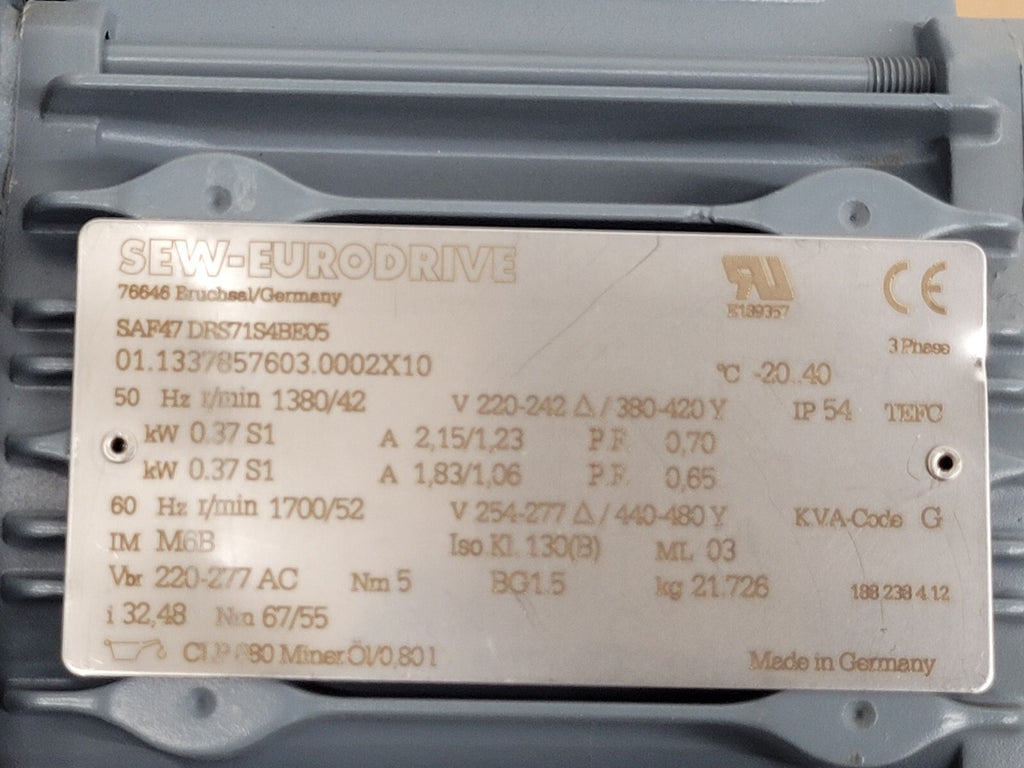 SEW-EURODRIVE
76646 Bruchsal/Germany
RU
E189357
CE
SAF47 DRS71S4BE05
3 Phase
01.1337857603.0002X10
°C -20..40
50 Hz r/min 1380/42 V 220-242 Δ/380-420 Y IP 54 TEFC
kW 0.37 S1 A 2,15/1,23 P.F. 0,70
kW 0.37 S1 A 1,83/1,06 P.F. 0,65
60 Hz r/min 1700/52 V 254-277 Δ/440-480 Y KVA-Code G
IM M6B Iso Kl. 130(B) ML 03
Vbr 220-277 AC Nm 5 BG1.5 kg 21.726 188 238 4.12
i 32,48 Nm 67/55
Miner.Öl/0,80 l
Made in Germany